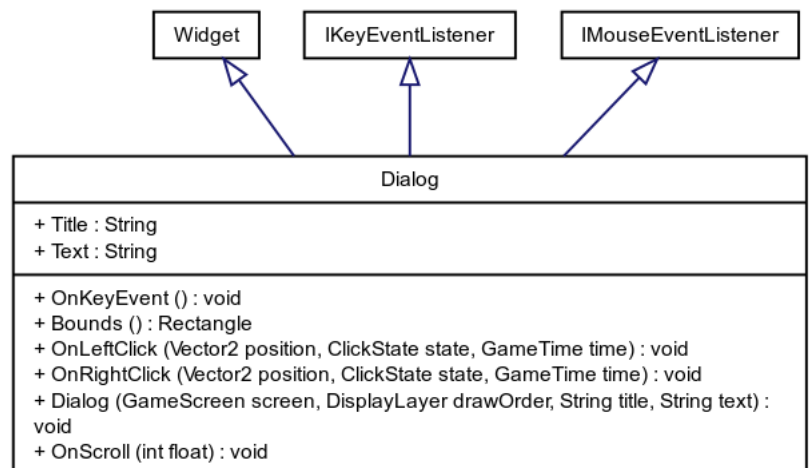 Widget
IKeyEventListener
IMouseEventListener
Dialog
+ Title : String
+ Text : String
+ OnKeyEvent () : void
+ Bounds () : Rectangle
+ OnLeftClick (Vector2 position, ClickState state, GameTime time) : void
+ OnRightClick (Vector2 position, ClickState state, GameTime time) : void
+ Dialog (GameScreen screen, DisplayLayer drawOrder, String title, String text) :
void
+ OnScroll (int float) : void